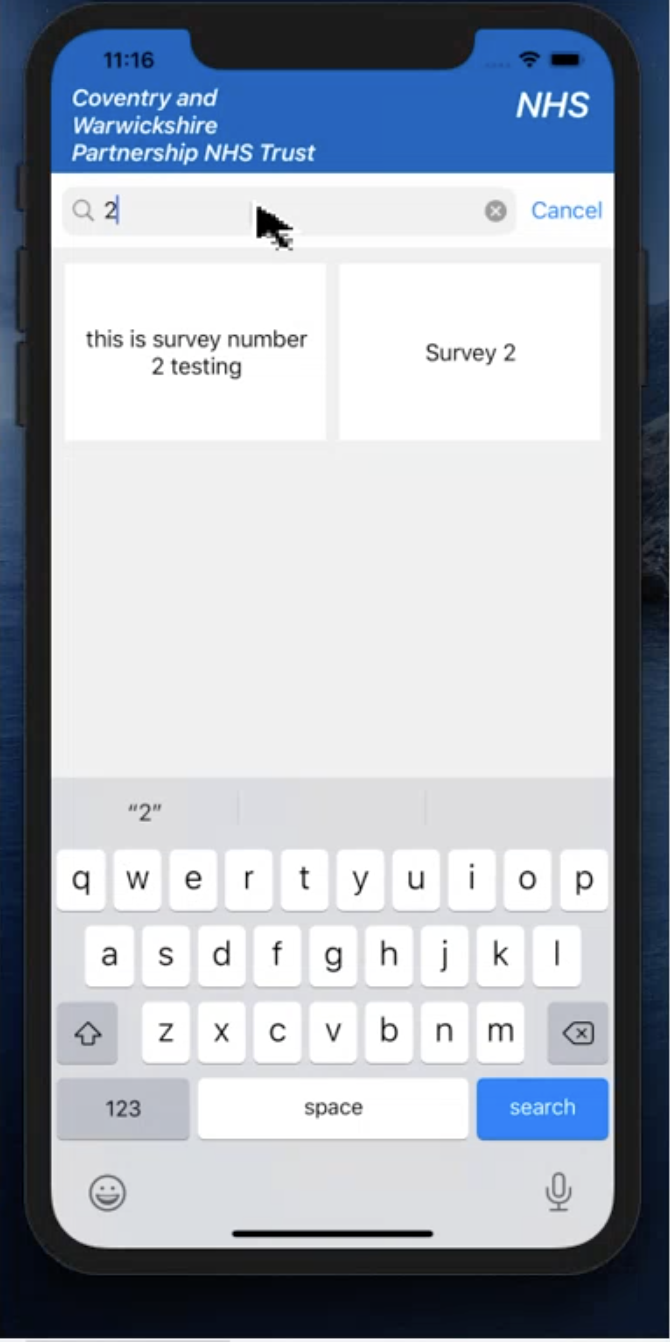 11:16
Coventry and
Warwickshire
Partnership NHS Trust
NHS
2
Cancel
this is survey number
2 testing
Survey 2
“2”
q w e r t y u i o p
a s d f g h j k l
z x c v b n m
123 space search